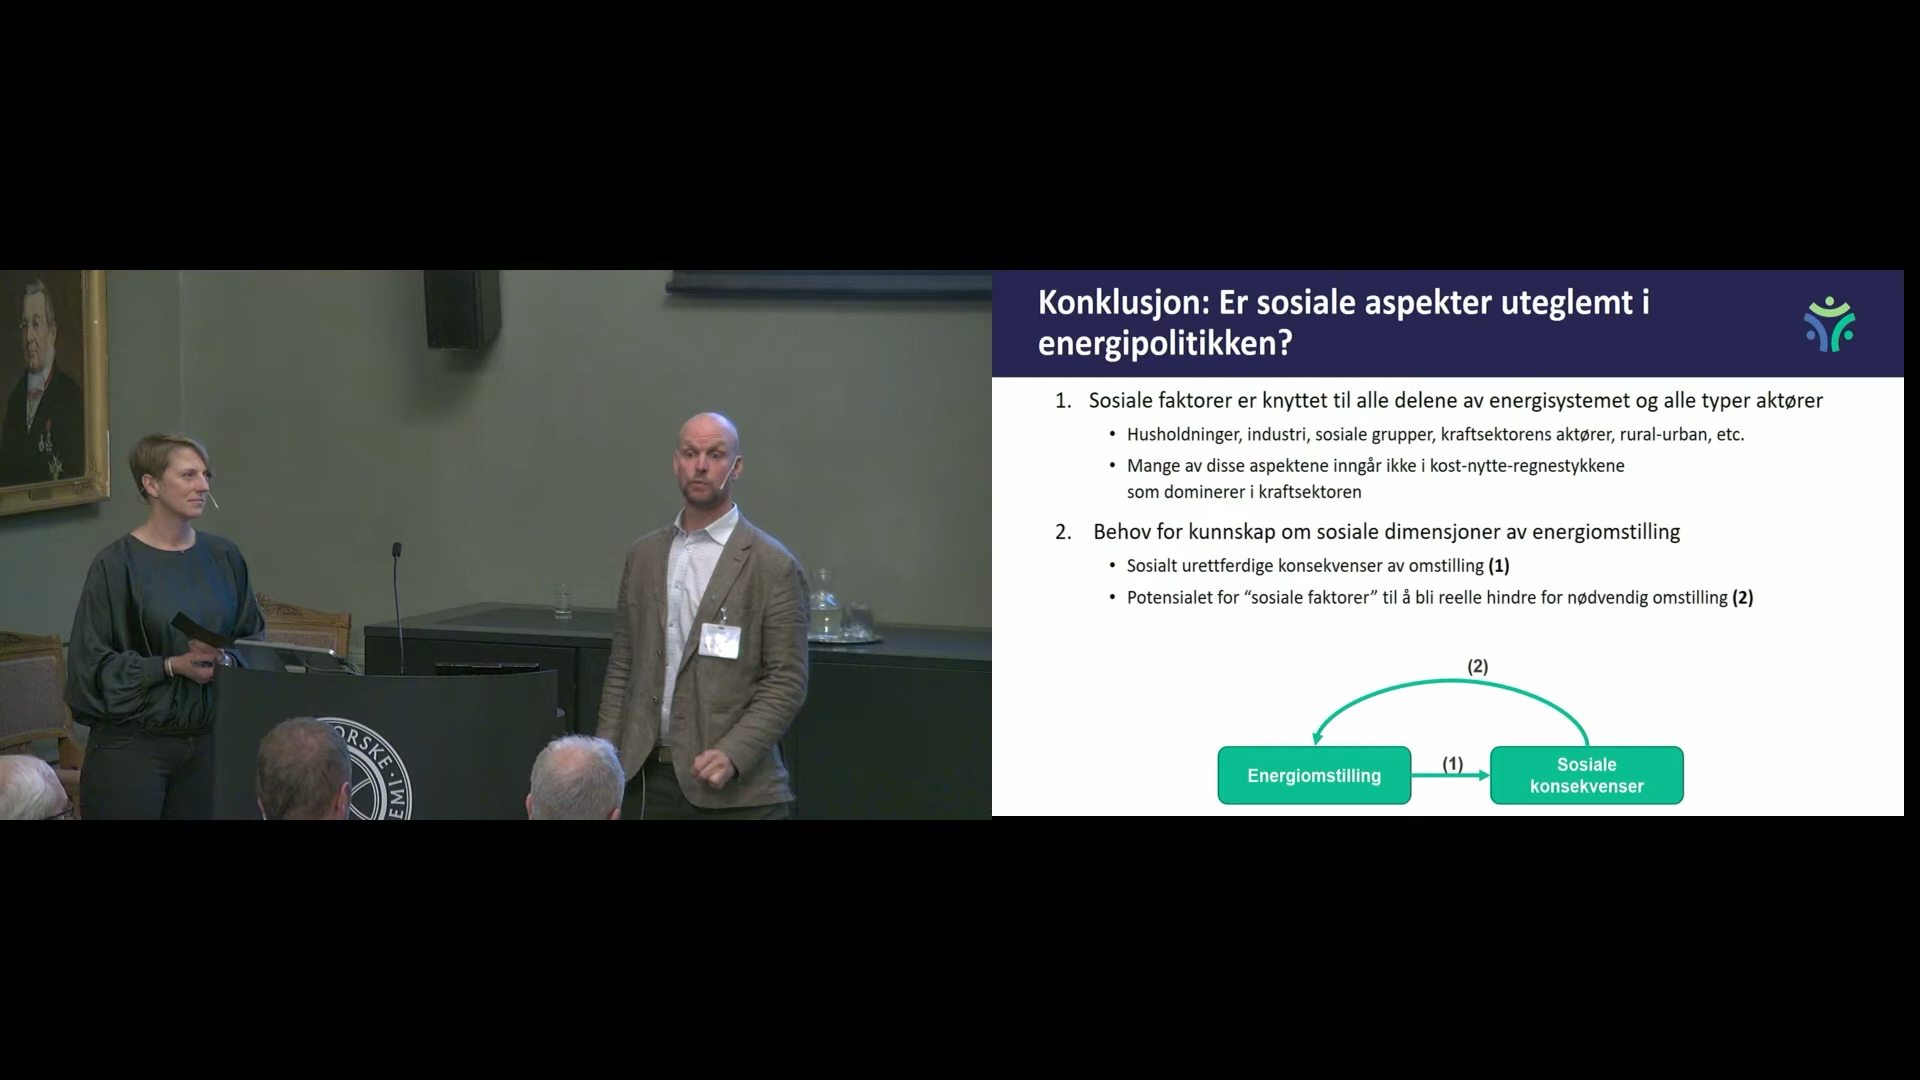 Konklusjon: Er sosiale aspekter uteglemt i
energipolitikken?
1. Sosiale faktorer er knyttet til alle delene av energisystemet og alle typer aktører
• Husholdninger, industri, sosiale grupper, kraftsektorens aktører, rural-urban, etc.
• Mange av disse aspektene inngår ikke i kost-nytte-regnestykkene
som dominerer i kraftsektoren
2. Behov for kunnskap om sosiale dimensjoner av energiomstilling
• Sosialt urettferdige konsekvenser av omstilling (1)
• Potensialet for “sosiale faktorer” til å bli reelle hindre for nødvendig omstilling (2)
(2)
Energiomstilling
(1)
Sosiale
konsekvenser
ORSKE